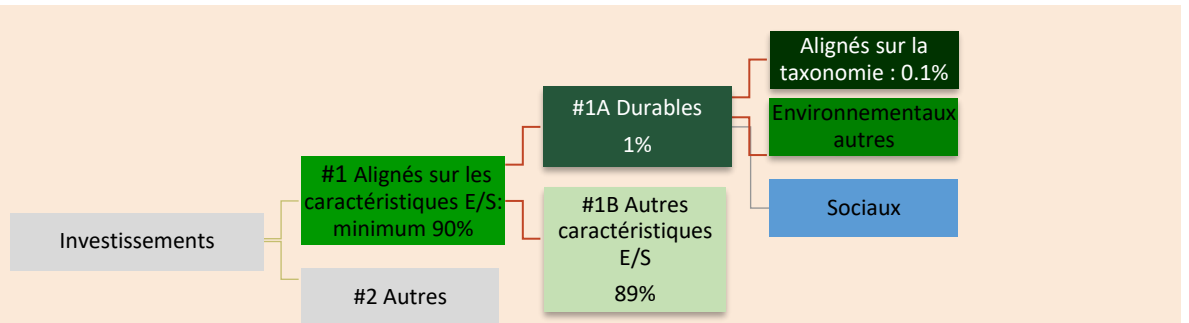 Investissements
#1 Alignés sur les
caractéristiques E/S:
minimum 90%
#2 Autres
#1A Durables
1%
#1B Autres
caractéristiques
E/S
89%
Alignés sur la
taxonomie : 0.1%
Environnementaux
autres
Sociaux